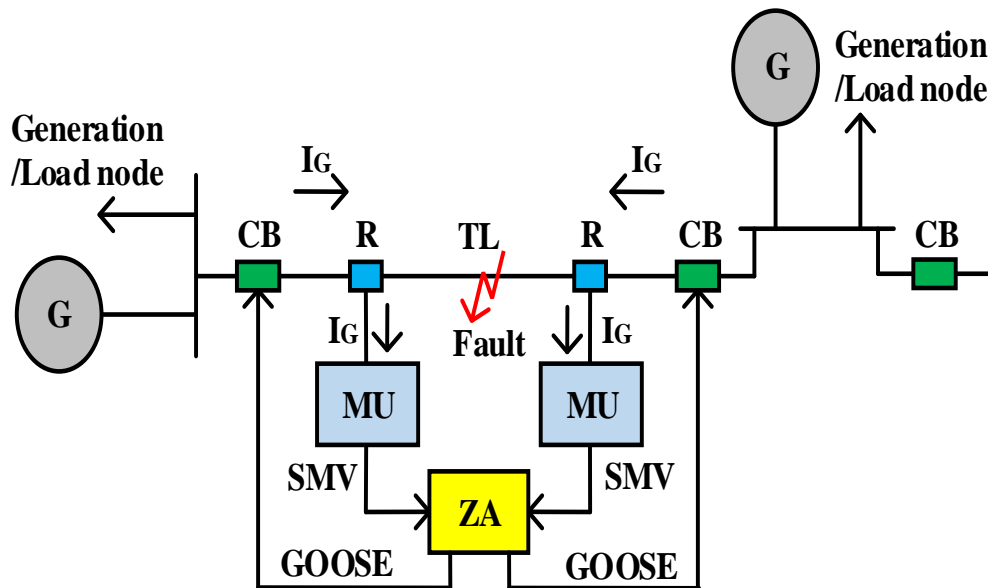 G
Generation
/Load node
Generation
/Load node
IG
IG
CB
R
TL
R
CB
CB
G
IG
Fault
IG
MU
MU
SMV
SMV
ZA
GOOSE
GOOSE